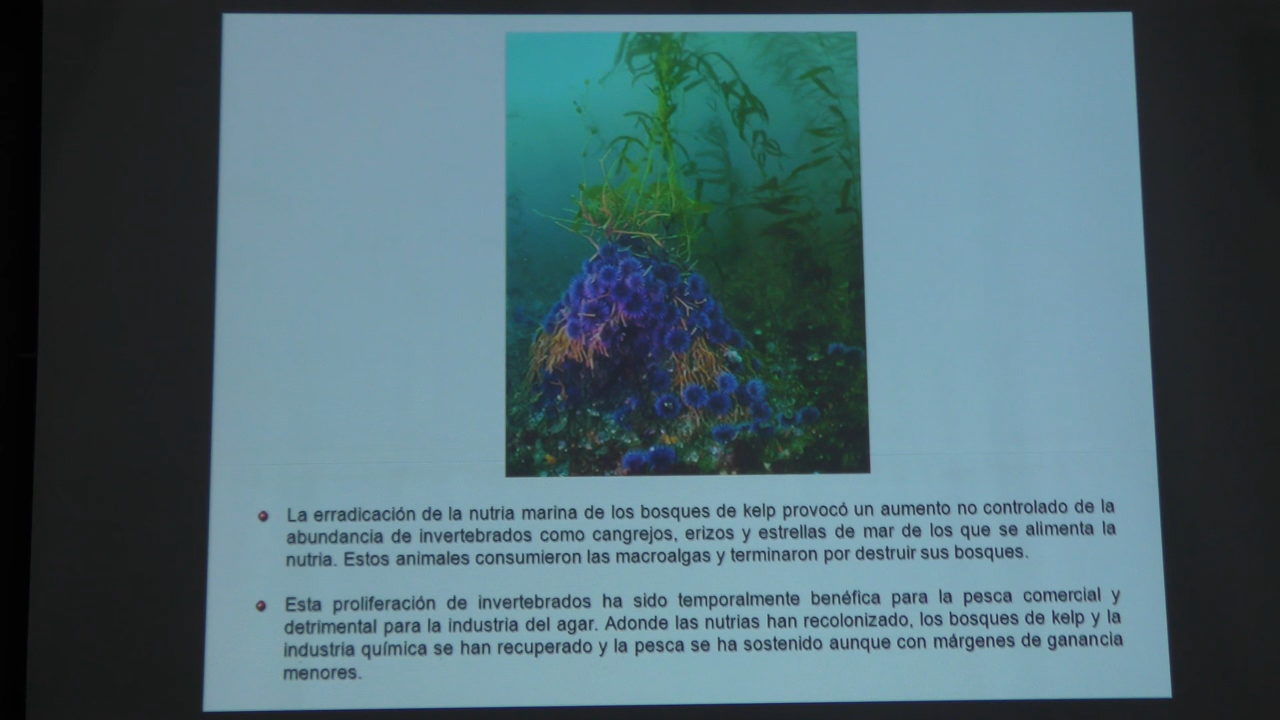 La erradicación de la nutria marina de los bosques de kelp provocó un aumento no controlado de la
abundancia de invertebrados como cangrejos, erizos y estrellas de mar de los que se alimenta la
nutria. Estos animales consumieron las macroalgas y terminaron por destruir sus bosques.
Esta proliferación de invertebrados ha sido temporalmente benéfica para la pesca comercial y
detrimental para la industria del agar. Adonde las nutrias han recolonizado, los bosques de kelp y la
industria química se han recuperado y la pesca se ha sostenido aunque con márgenes de ganancia
menores.